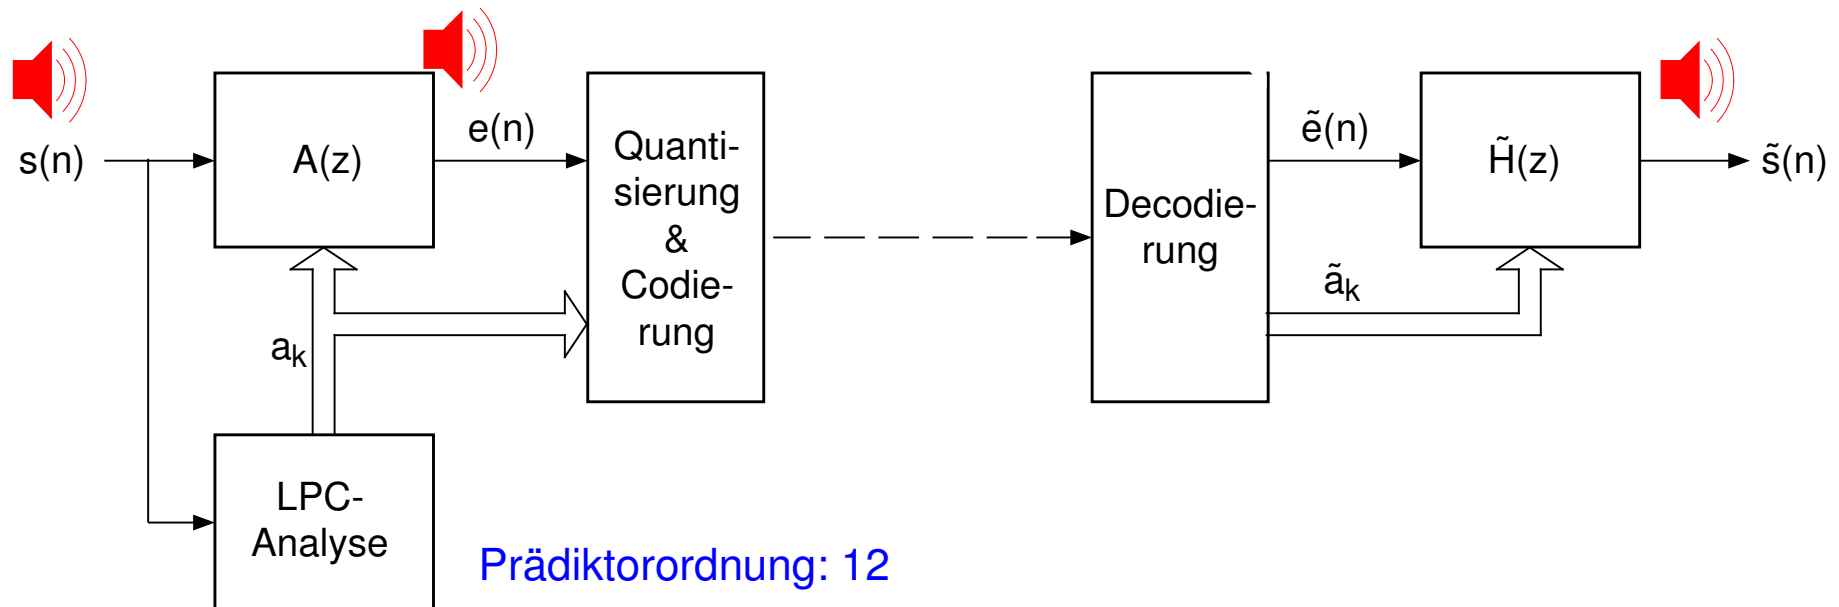 s(n)
A(z)
e(n)
Quanti-
sierung
&
Codie-
rung
a_k
LPC-
Analyse
Prädiktorordnung: 12
Decodie-
rung
ẽ(n)
ã_k
H̃(z)
s̃(n)